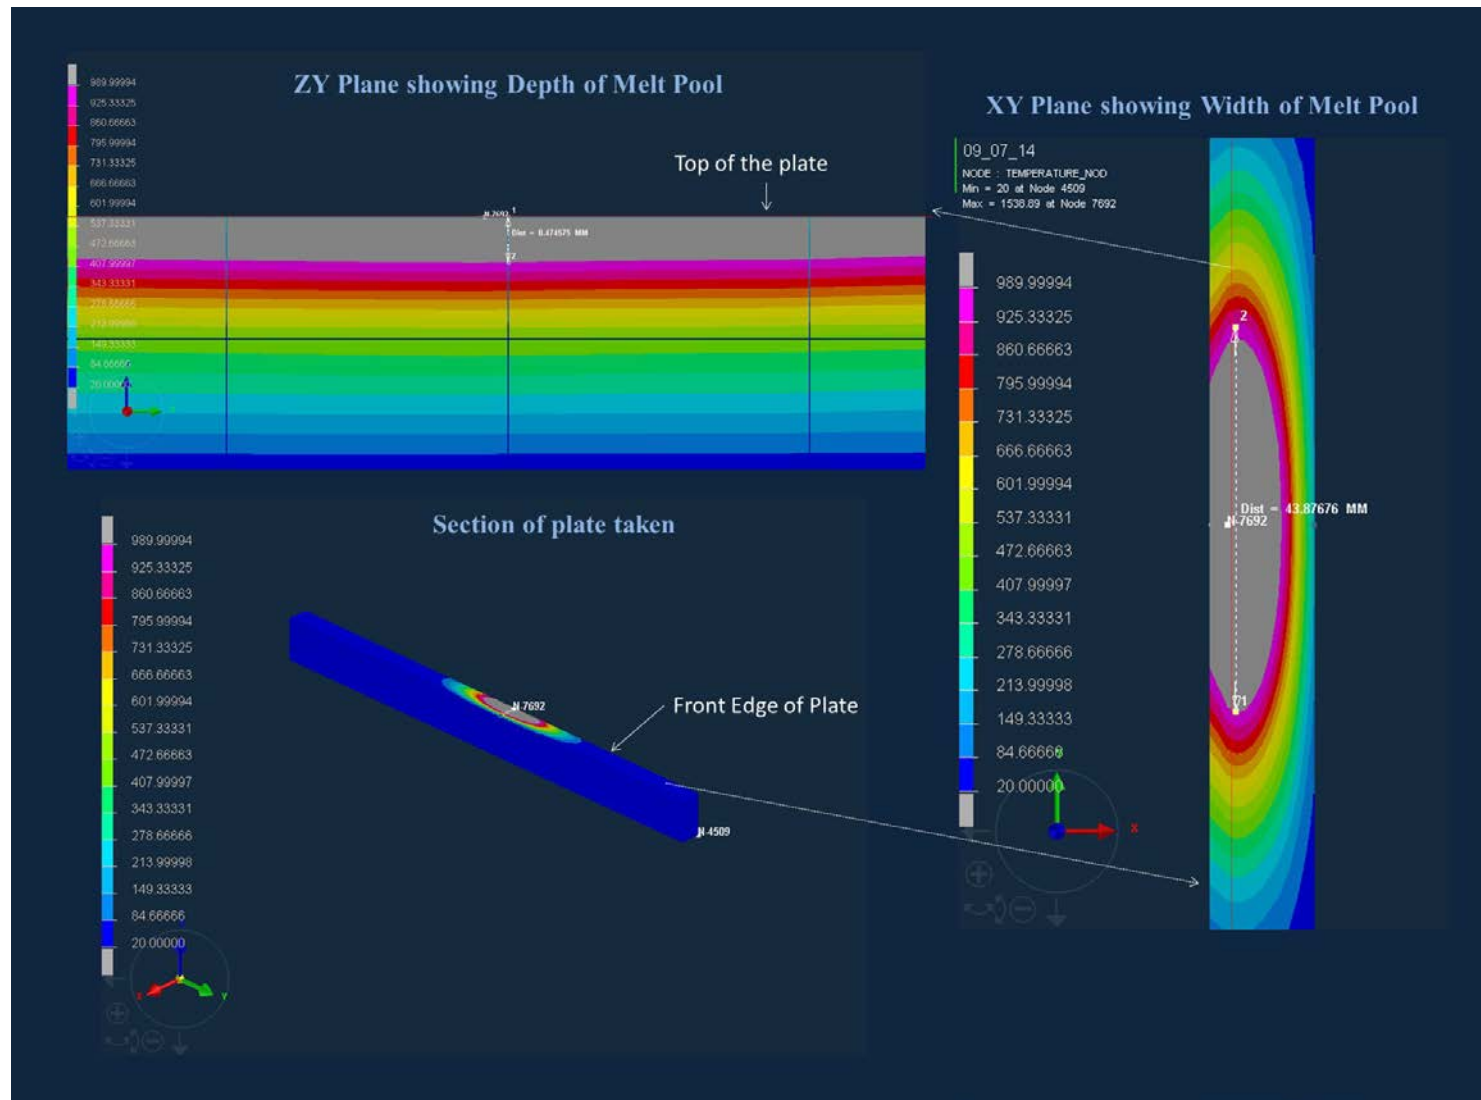 ZY Plane showing Depth of Melt Pool
989.99994
925.33325
860.66663
795.99994
731.33325
666.66663
601.99994
537.33331
472.66663
407.99997
343.33331
278.66666
213.99998
149.33333
84.66666
20.00000
Top of the plate
N-7692
1
Dist = 0.474575 MM
2
XY Plane showing Width of Melt Pool
09_07_14
NODE : TEMPERATURE_NOD
Min = 20 at Node 4509
Max = 1538.89 at Node 7692
989.99994
925.33325
860.66663
795.99994
731.33325
666.66663
601.99994
537.33331
472.66663
407.99997
343.33331
278.66666
213.99998
149.33333
84.66666
20.00000
2
Dist = 43.87676 MM
N-7692
1
Y
X
Section of plate taken
989.99994
925.33325
860.66663
795.99994
731.33325
666.66663
601.99994
537.33331
472.66663
407.99997
343.33331
278.66666
213.99998
149.33333
84.66666
20.00000
N-7692
Front Edge of Plate
N-4509
X
Y